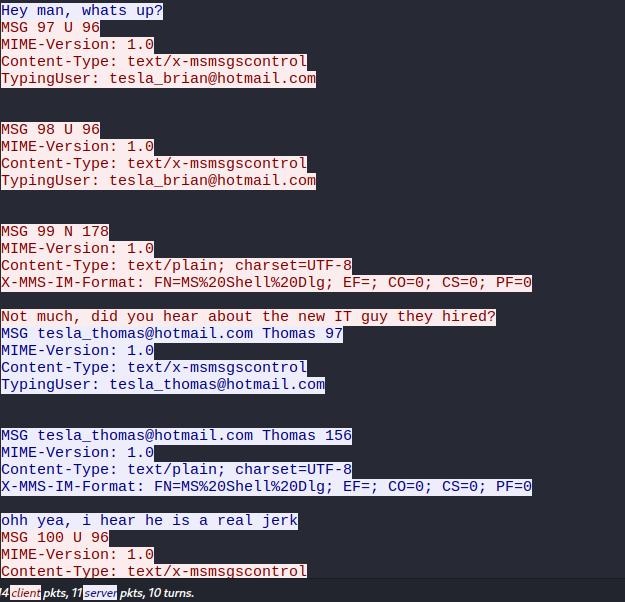 Hey man, whats up?
MSG 97 U 96
MIME-Version: 1.0
Content-Type: text/x-msmsgscontrol
TypingUser: tesla_brian@hotmail.com
MSG 98 U 96
MIME-Version: 1.0
Content-Type: text/x-msmsgscontrol
TypingUser: tesla_brian@hotmail.com
MSG 99 N 178
MIME-Version: 1.0
Content-Type: text/plain; charset=UTF-8
X-MMS-IM-Format: FN=MS%20Shell%20Dlg; EF=; CO=0; CS=0; PF=0
Not much, did you hear about the new IT guy they hired?
MSG tesla_thomas@hotmail.com Thomas 97
MIME-Version: 1.0
Content-Type: text/x-msmsgscontrol
TypingUser: tesla_thomas@hotmail.com
MSG tesla_thomas@hotmail.com Thomas 156
MIME-Version: 1.0
Content-Type: text/plain; charset=UTF-8
X-MMS-IM-Format: FN=MS%20Shell%20Dlg; EF=; CO=0; CS=0; PF=0
ohh yea, i hear he is a real jerk
MSG 100 U 96
MIME-Version: 1.0
Content-Type: text/x-msmsgscontrol
4 client pkts, 11 server pkts, 10 turns.